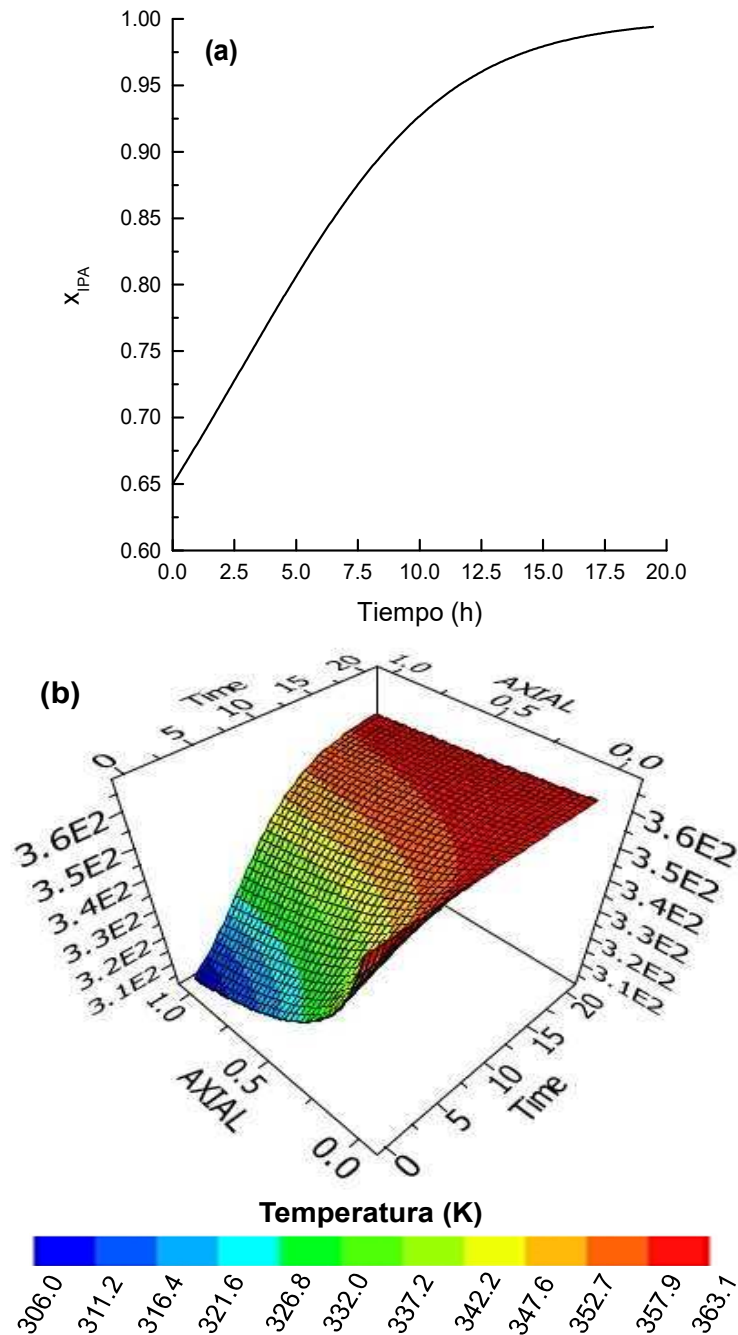 (a)
1.00
0.95
0.90
0.85
0.80
0.75
0.70
0.65
0.60
x_IPA
0.0 2.5 5.0 7.5 10.0 12.5 15.0 17.5 20.0
Tiempo (h)
(b)
Time
0 5 10 15 20
AXIAL
1.0 0.5 0.0
3.6E2
3.5E2
3.4E2
3.3E2
3.2E2
3.1E2
3.6E2
3.5E2
3.4E2
3.3E2
3.2E2
3.1E2
1.0 0.5 0.0
AXIAL
0 5 10 15 20
Time
Temperatura (K)
306.0 311.2 316.4 321.6 326.8 332.0 337.2 342.2 347.6 352.7 357.9 363.1